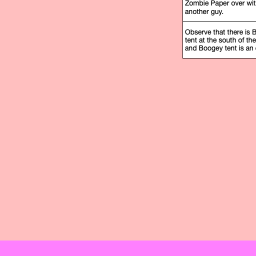 Zombie Paper over wit
another guy.
Observe that there is B
tent at the south of the
and Boogey tent is an